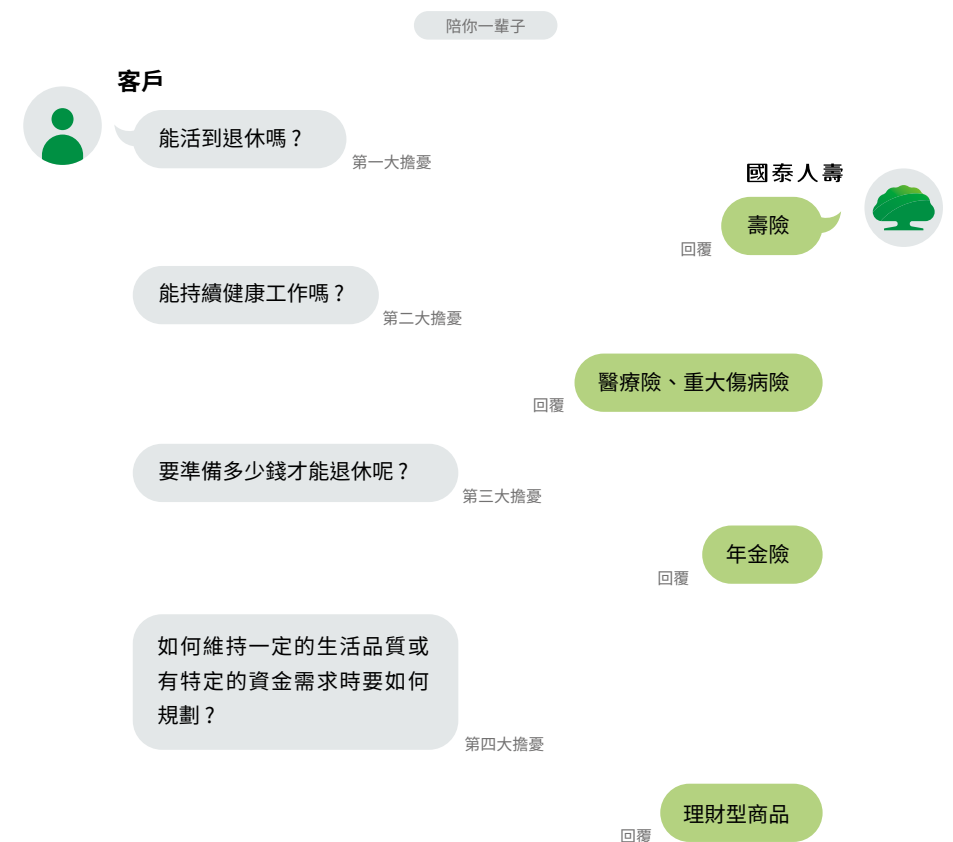 陪你一輩子
客戶
能活到退休嗎？
第一大擔憂
國泰人壽
壽險
回覆
能持續健康工作嗎？
第二大擔憂
醫療險、重大傷病險
回覆
要準備多少錢才能退休呢？
第三大擔憂
年金險
回覆
如何維持一定的生活品質或
有特定的資金需求時要如何
規劃？
第四大擔憂
理財型商品
回覆